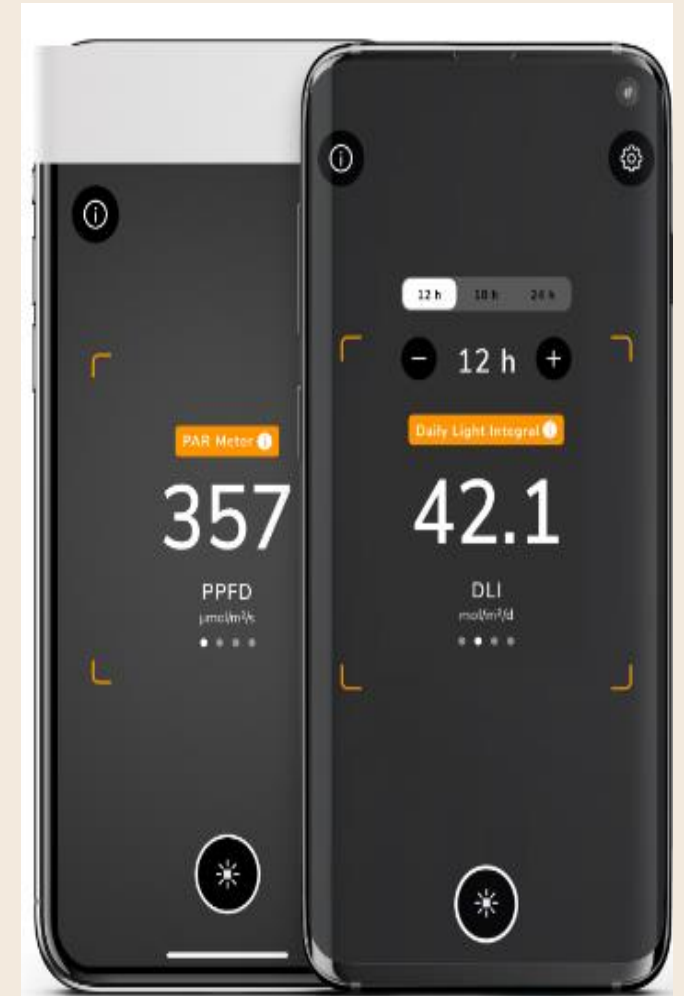 PAR Meter
357
PPFD
µmol/m²/s
12 h 18 h 24 h
− 12 h +
Daily Light Integral
42.1
DLI
mol/m²/d